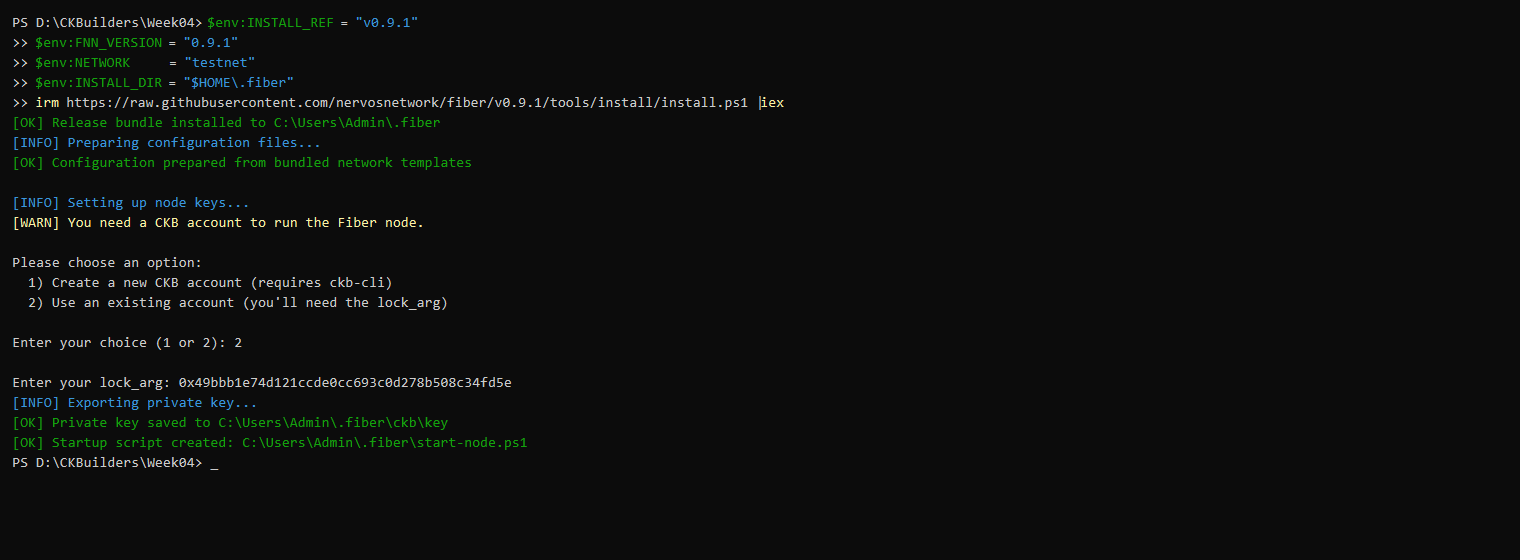 PS D:\CKBuilders\Week04> $env:INSTALL_REF = "v0.9.1"
>> $env:FNN_VERSION = "0.9.1"
>> $env:NETWORK     = "testnet"
>> $env:INSTALL_DIR = "$HOME\.fiber"
>> irm https://raw.githubusercontent.com/nervosnetwork/fiber/v0.9.1/tools/install/install.ps1 |iex
[OK] Release bundle installed to C:\Users\Admin\.fiber
[INFO] Preparing configuration files...
[OK] Configuration prepared from bundled network templates
[INFO] Setting up node keys...
[WARN] You need a CKB account to run the Fiber node.
Please choose an option:
  1) Create a new CKB account (requires ckb-cli)
  2) Use an existing account (you'll need the lock_arg)
Enter your choice (1 or 2): 2
Enter your lock_arg: 0x49bbb1e74d121ccde0cc693c0d278b508c34fd5e
[INFO] Exporting private key...
[OK] Private key saved to C:\Users\Admin\.fiber\ckb\key
[OK] Startup script created: C:\Users\Admin\.fiber\start-node.ps1
PS D:\CKBuilders\Week04> _